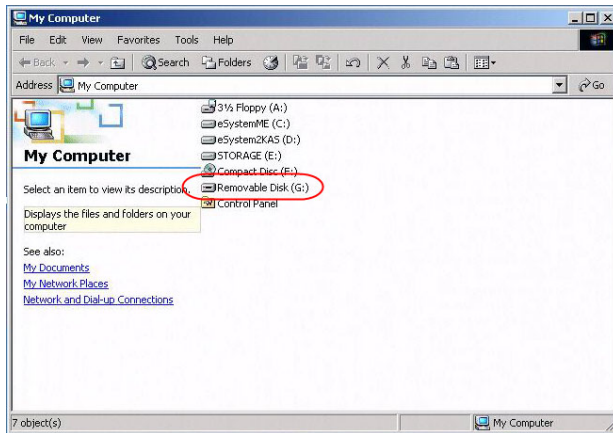 My Computer
File Edit View Favorites Tools Help
Back Search Folders
Address My Computer Go
3½ Floppy (A:)
eSystemME (C:)
eSystem2KAS (D:)
STORAGE (E:)
Compact Disc (F:)
Removable Disk (G:)
Control Panel
My Computer
Select an item to view its description.
Displays the files and folders on your
computer
See also:
My Documents
My Network Places
Network and Dial-up Connections
7 object(s) My Computer